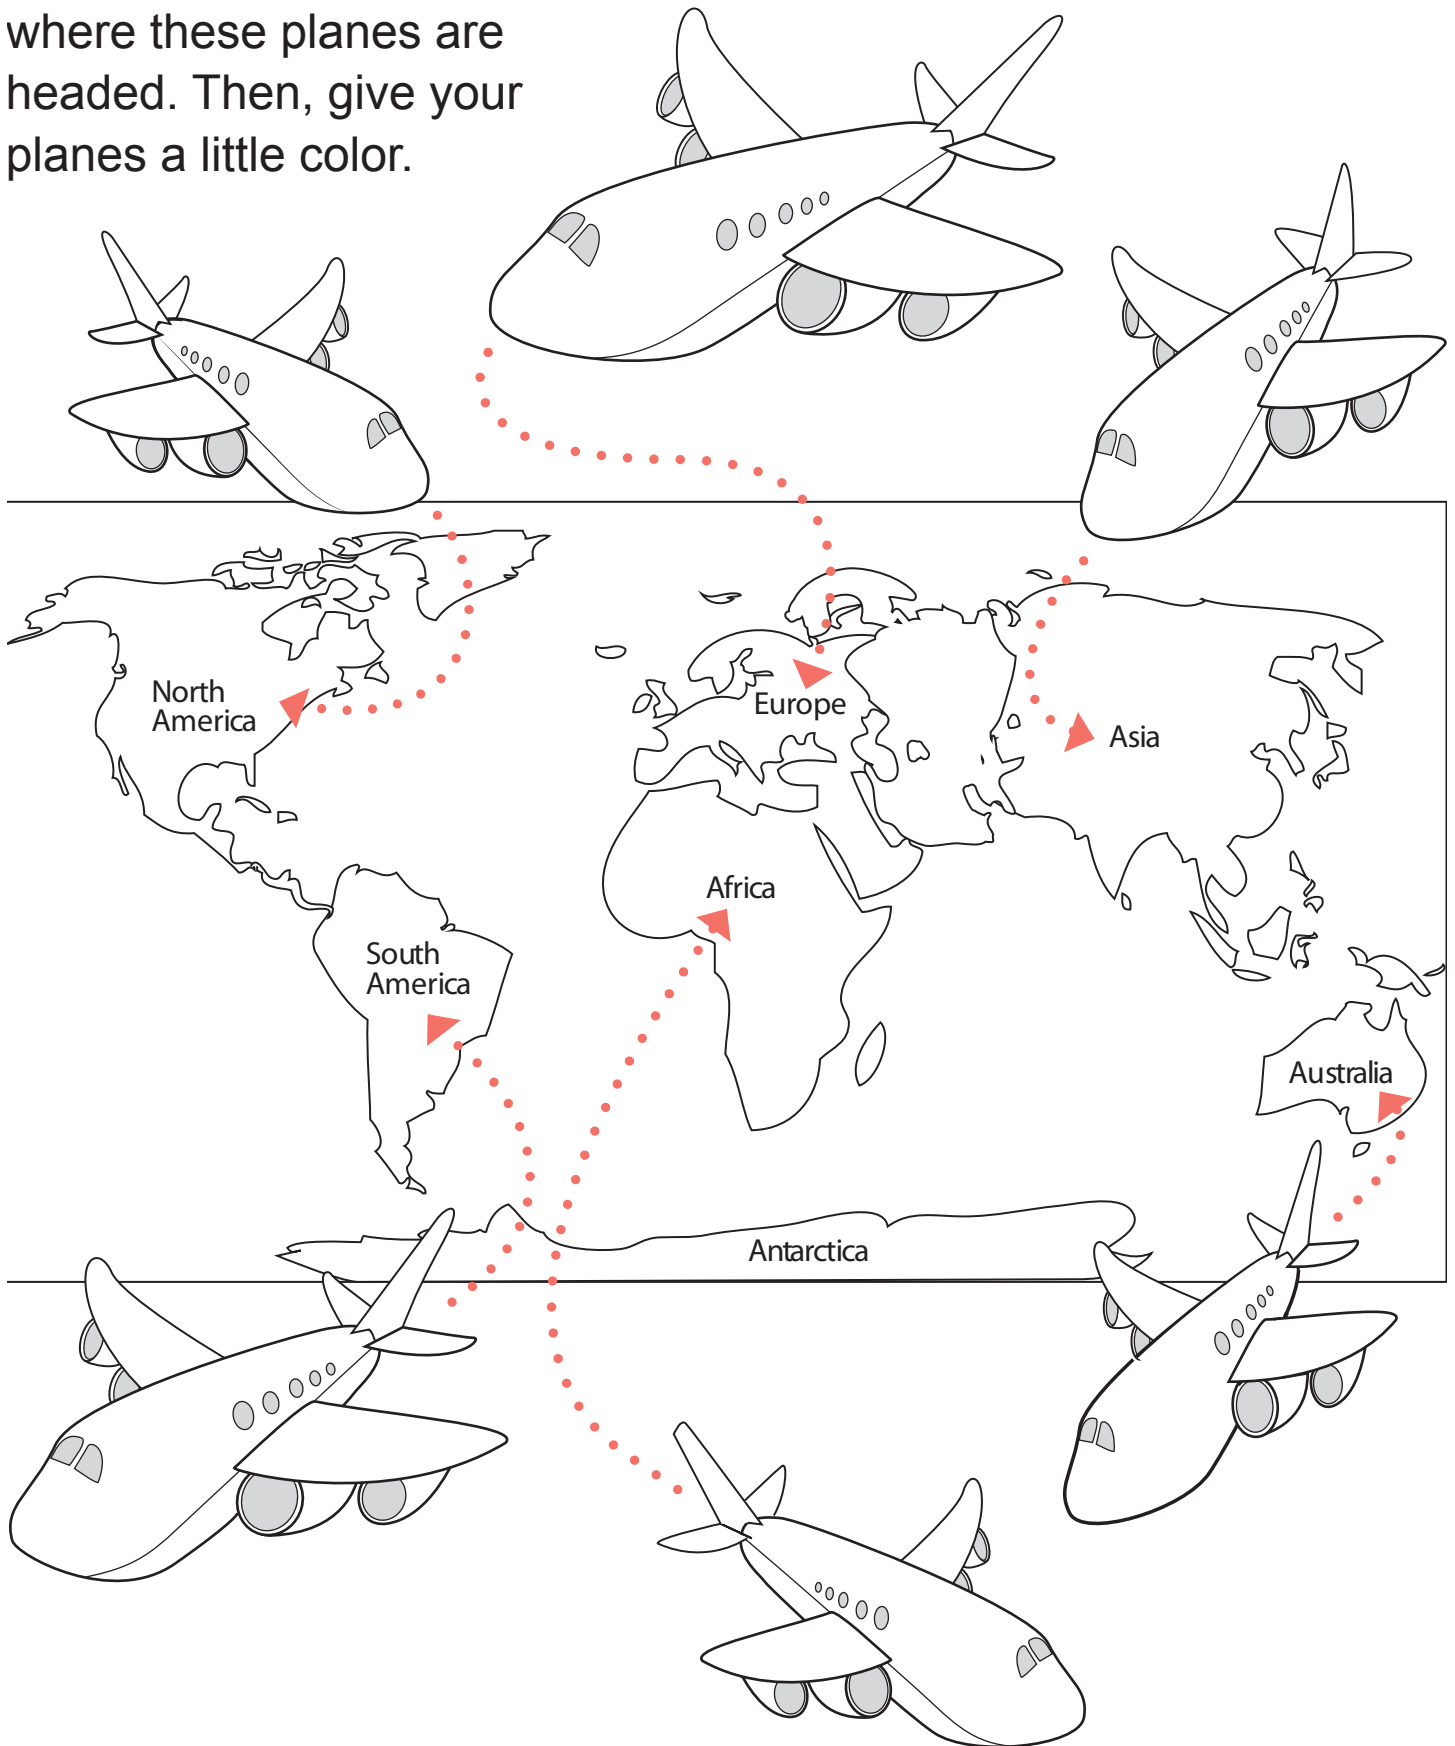 where these planes are
headed. Then, give your
planes a little color.
North
America
Europe
Asia
Africa
South
America
Australia
Antarctica